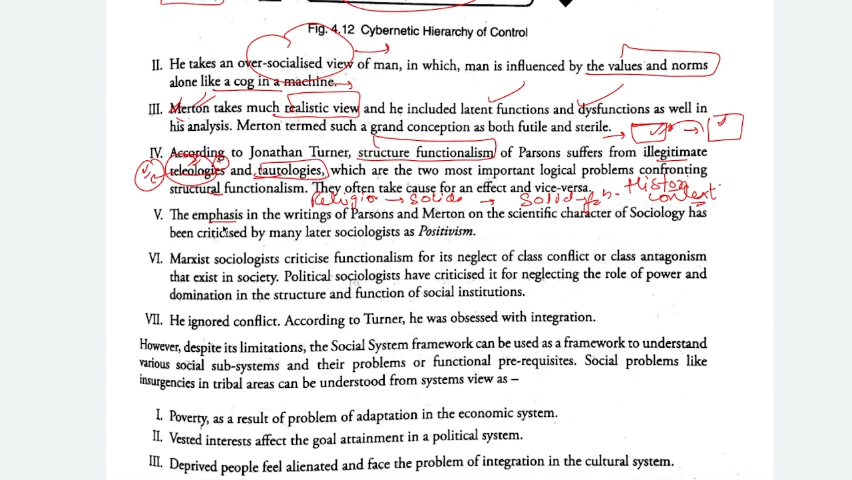 Fig. 4.12 Cybernetic Hierarchy of Control
II. He takes an over-socialised view of man, in which, man is influenced by the values and norms
alone like a cog in a machine.
III. Merton takes much realistic view and he included latent functions and dysfunctions as well in
his analysis. Merton termed such a grand conception as both futile and sterile.
IV. According to Jonathan Turner, structure functionalism of Parsons suffers from illegitimate
teleologies and tautologies, which are the two most important logical problems confronting
structural functionalism. They often take cause for an effect and vice-versa.
Religio → Solida → Solid
context
V. The emphasis in the writings of Parsons and Merton on the scientific character of Sociology has
been criticised by many later sociologists as Positivism.
VI. Marxist sociologists criticise functionalism for its neglect of class conflict or class antagonism
that exist in society. Political sociologists have criticised it for neglecting the role of power and
domination in the structure and function of social institutions.
VII. He ignored conflict. According to Turner, he was obsessed with integration.
However, despite its limitations, the Social System framework can be used as a framework to understand
various social sub-systems and their problems or functional pre-requisites. Social problems like
insurgencies in tribal areas can be understood from systems view as –
I. Poverty, as a result of problem of adaptation in the economic system.
II. Vested interests affect the goal attainment in a political system.
III. Deprived people feel alienated and face the problem of integration in the cultural system.